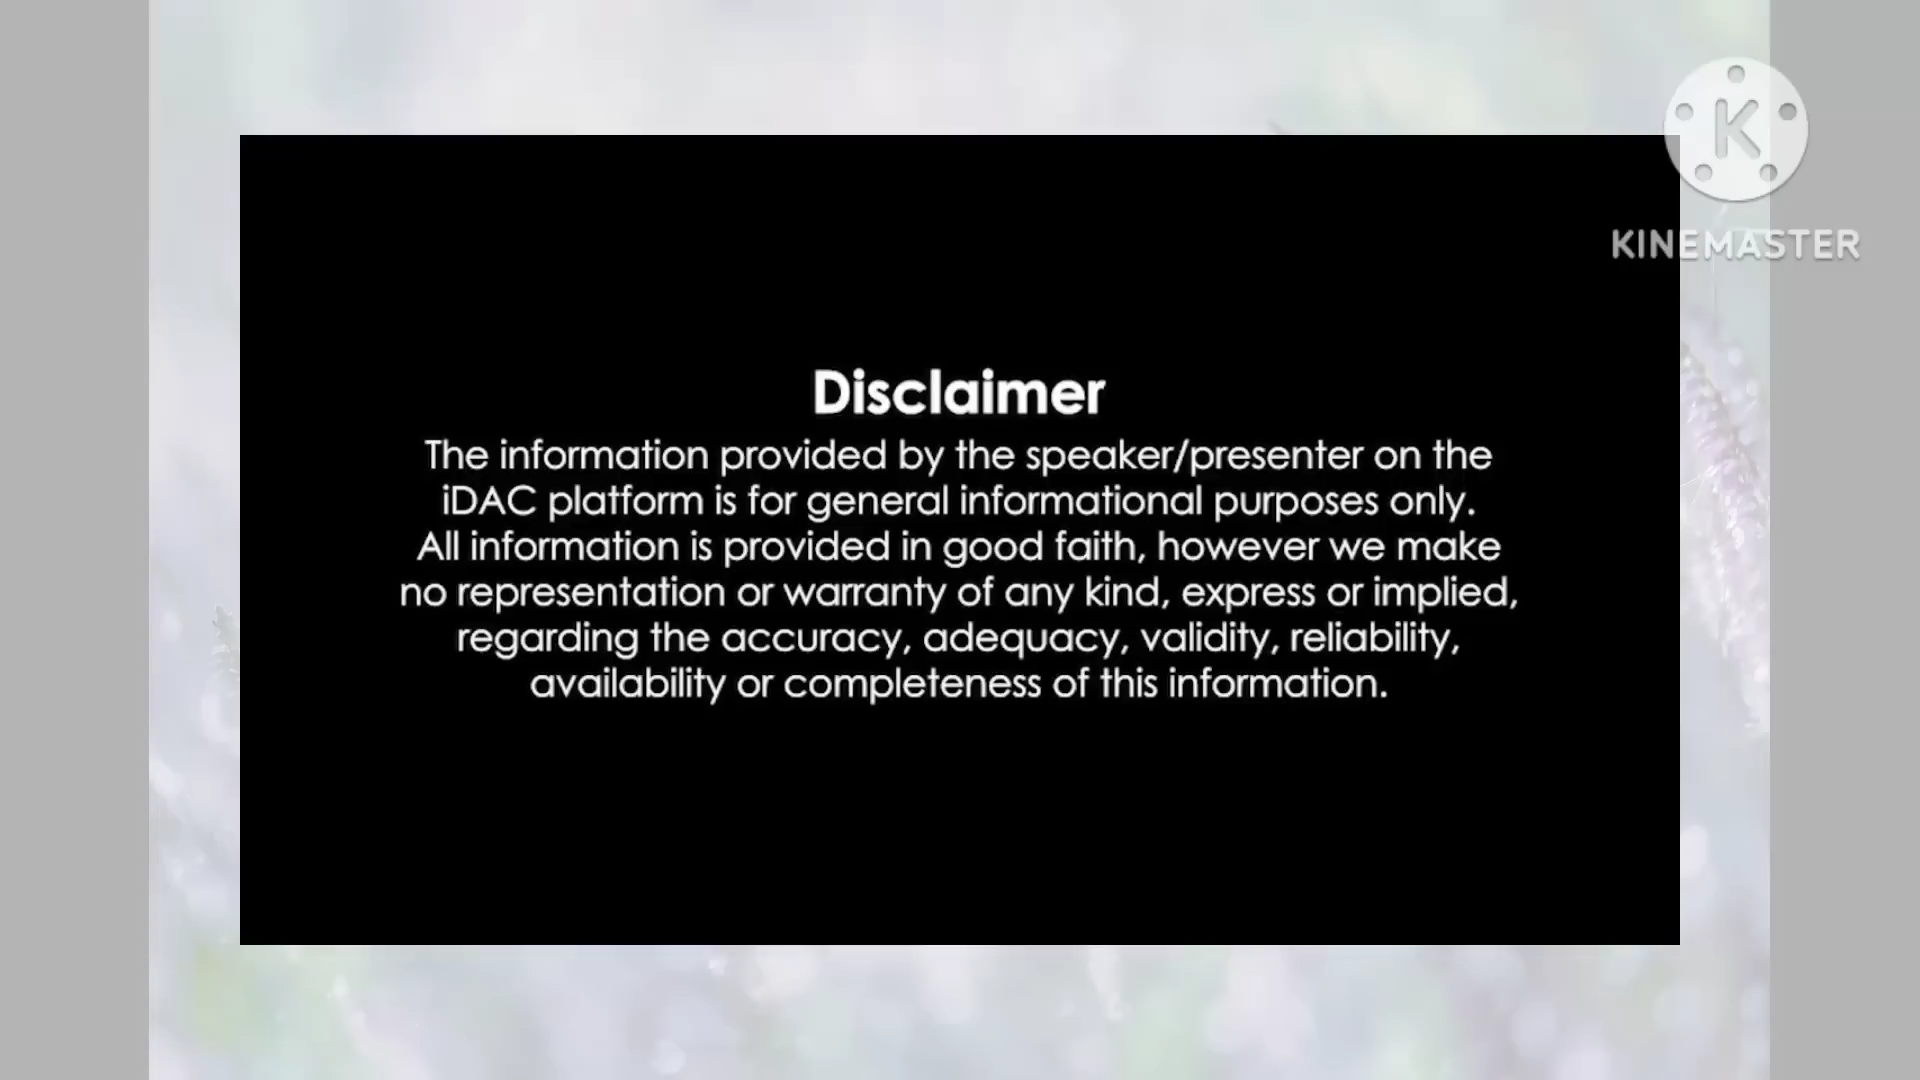 K
KINEMASTER
Disclaimer
The information provided by the speaker/presenter on the
iDAC platform is for general informational purposes only.
All information is provided in good faith, however we make
no representation or warranty of any kind, express or implied,
regarding the accuracy, adequacy, validity, reliability,
availability or completeness of this information.